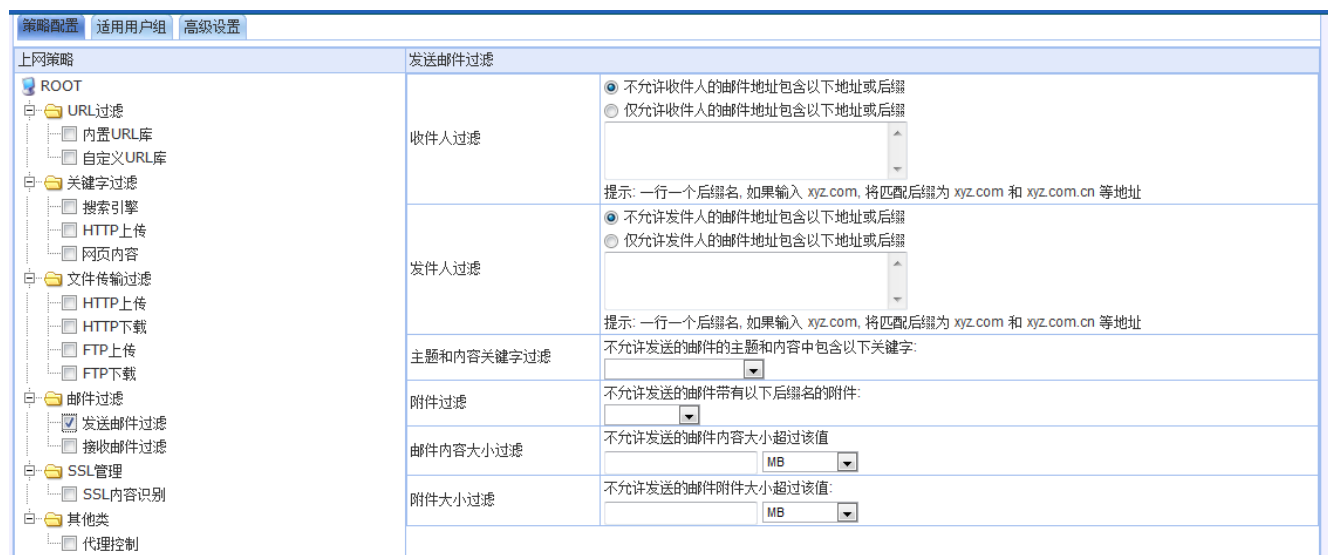 策略配置 适用用户组 高级设置
上网策略
ROOT
URL过滤
内置URL库
自定义URL库
关键字过滤
搜索引擎
HTTP上传
网页内容
文件传输过滤
HTTP上传
HTTP下载
FTP上传
FTP下载
邮件过滤
发送邮件过滤
接收邮件过滤
SSL管理
SSL内容识别
其他类
代理控制
发送邮件过滤
收件人过滤
不允许收件人的邮件地址包含以下地址或后缀
仅允许收件人的邮件地址包含以下地址或后缀
提示: 一行一个后缀名, 如果输入 xyz.com, 将匹配后缀为 xyz.com 和 xyz.com.cn 等地址
发件人过滤
不允许发件人的邮件地址包含以下地址或后缀
仅允许发件人的邮件地址包含以下地址或后缀
提示: 一行一个后缀名, 如果输入 xyz.com, 将匹配后缀为 xyz.com 和 xyz.com.cn 等地址
主题和内容关键字过滤
不允许发送的邮件的主题和内容中包含以下关键字:
附件过滤
不允许发送的邮件带有以下后缀名的附件:
邮件内容大小过滤
不允许发送的邮件内容大小超过该值
MB
附件大小过滤
不允许发送的邮件附件大小超过该值:
MB